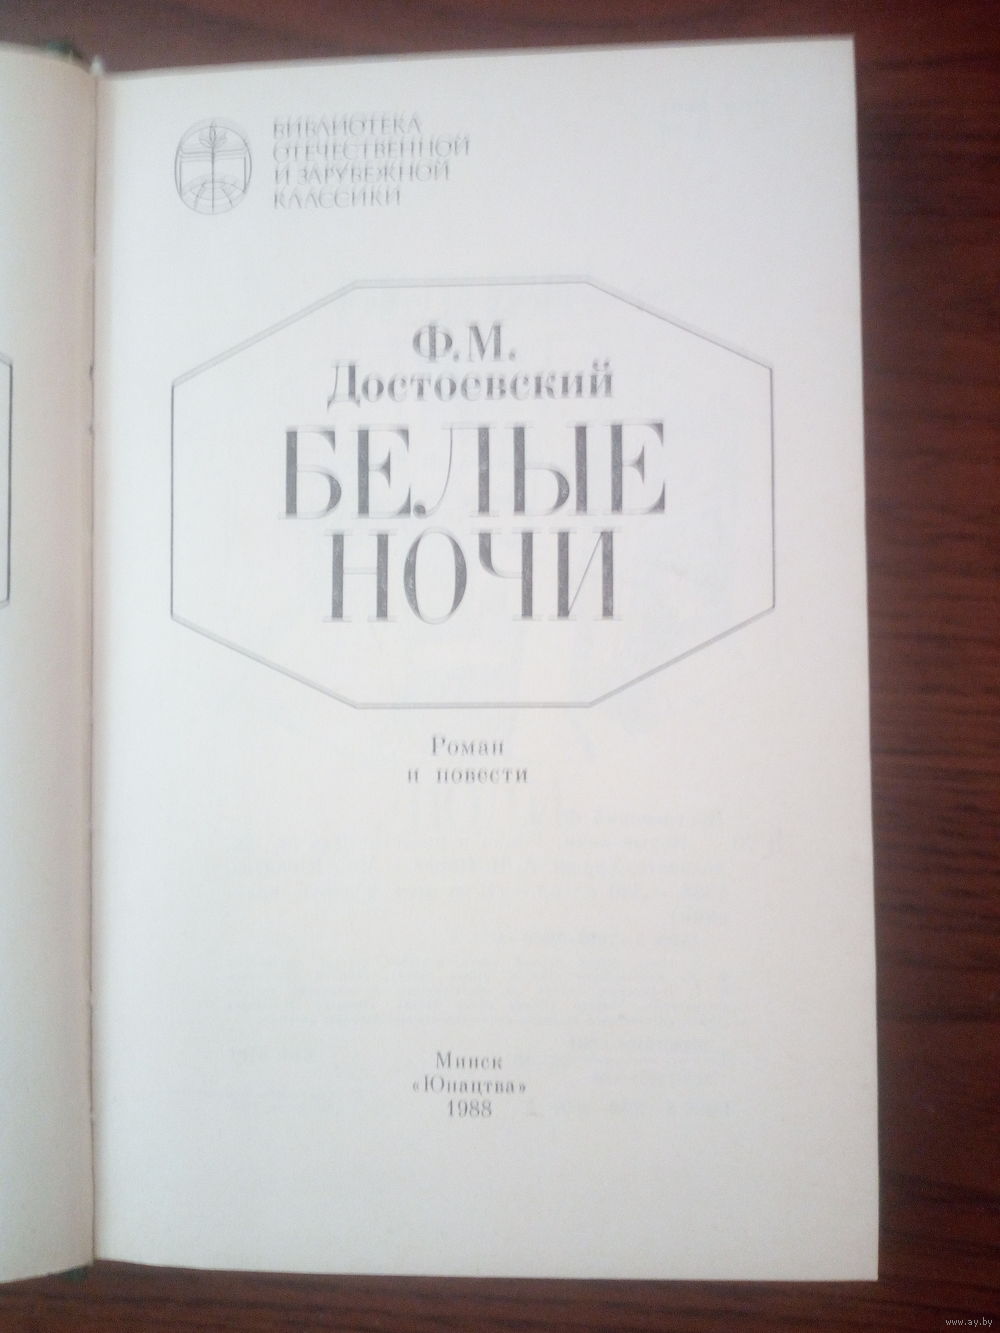 БИБЛИОТЕКА
ОТЕЧЕСТВЕННОЙ
И ЗАРУБЕЖНОЙ
КЛАССИКИ
Ф.М.
Достоевский
БЕЛЫЕ
НОЧИ
Роман
и повести
Минск
«Юнацтва»
1988
www.ay.by